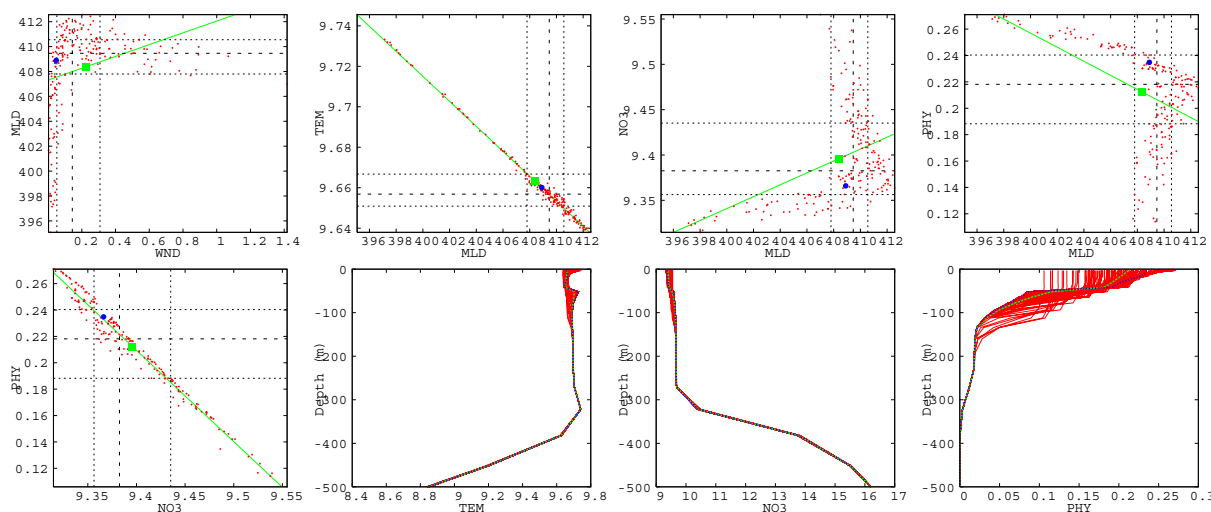 412
410
408
406
404
402
400
398
396
MLD
0.2 0.4 0.6 0.8 1 1.2 1.4
WND
9.74
9.72
9.7
9.68
9.66
9.64
TEM
396 398 400 402 404 406 408 410 412
MLD
9.55
9.5
9.45
9.4
9.35
NO3
396 398 400 402 404 406 408 410 412
MLD
0.26
0.24
0.22
0.2
0.18
0.16
0.14
0.12
PHY
396 398 400 402 404 406 408 410 412
MLD
0.26
0.24
0.22
0.2
0.18
0.16
0.14
0.12
PHY
9.35 9.4 9.45 9.5 9.55
NO3
0
-100
-200
-300
-400
-500
Depth (m)
8.4 8.6 8.8 9 9.2 9.4 9.6 9.8
TEM
0
-100
-200
-300
-400
-500
Depth (m)
9 10 11 12 13 14 15 16 17
NO3
0
-100
-200
-300
-400
-500
Depth (m)
0 0.05 0.1 0.15 0.2 0.25 0.3
PHY